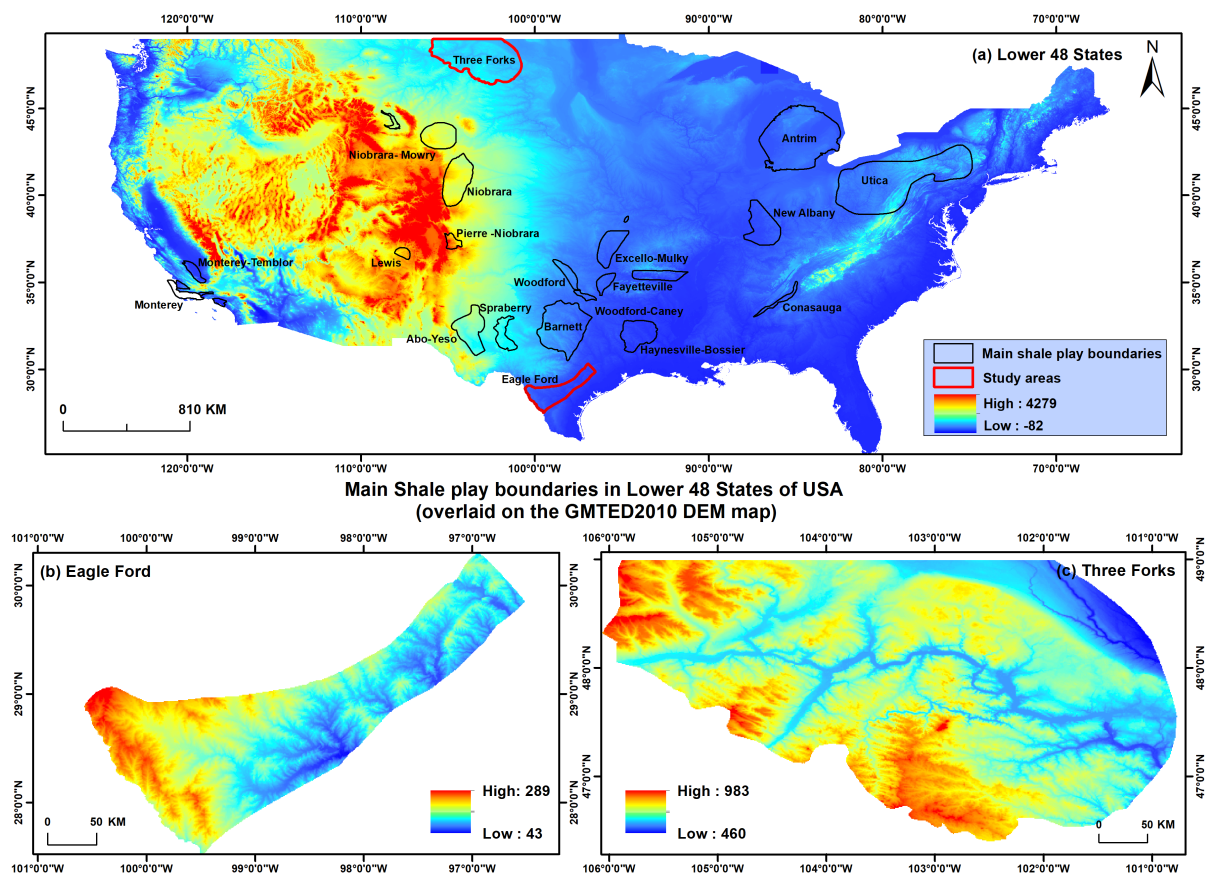 120°0'0"W 110°0'0"W 100°0'0"W 90°0'0"W 80°0'0"W 70°0'0"W
(a) Lower 48 States
N
45°0'0"N
40°0'0"N
35°0'0"N
30°0'0"N
45°0'0"N
40°0'0"N
35°0'0"N
30°0'0"N
Three Forks
Antrim
Niobrara- Mowry
Utica
Niobrara
New Albany
Pierre -Niobrara
Excello-Mulky
Lewis
Monterey-Temblor
Woodford
Fayetteville
Monterey
Spraberry
Woodford-Caney
Conasauga
Barnett
Abo-Yeso
Haynesville-Bossier
Eagle Ford
Main shale play boundaries
Study areas
High : 4279
Low : -82
0 810 KM
120°0'0"W 110°0'0"W 100°0'0"W 90°0'0"W 80°0'0"W 70°0'0"W
Main Shale play boundaries in Lower 48 States of USA
(overlaid on the GMTED2010 DEM map)
101°0'0"W 100°0'0"W 99°0'0"W 98°0'0"W 97°0'0"W
(b) Eagle Ford
30°0'0"N
29°0'0"N
28°0'0"N
30°0'0"N
29°0'0"N
28°0'0"N
High: 289
Low : 43
0 50 KM
101°0'0"W 100°0'0"W 99°0'0"W 98°0'0"W 97°0'0"W
106°0'0"W 105°0'0"W 104°0'0"W 103°0'0"W 102°0'0"W 101°0'0"W
(c) Three Forks
49°0'0"N
48°0'0"N
47°0'0"N
48°0'0"N
47°0'0"N
High : 983
Low : 460
0 50 KM
106°0'0"W 105°0'0"W 104°0'0"W 103°0'0"W 102°0'0"W 101°0'0"W